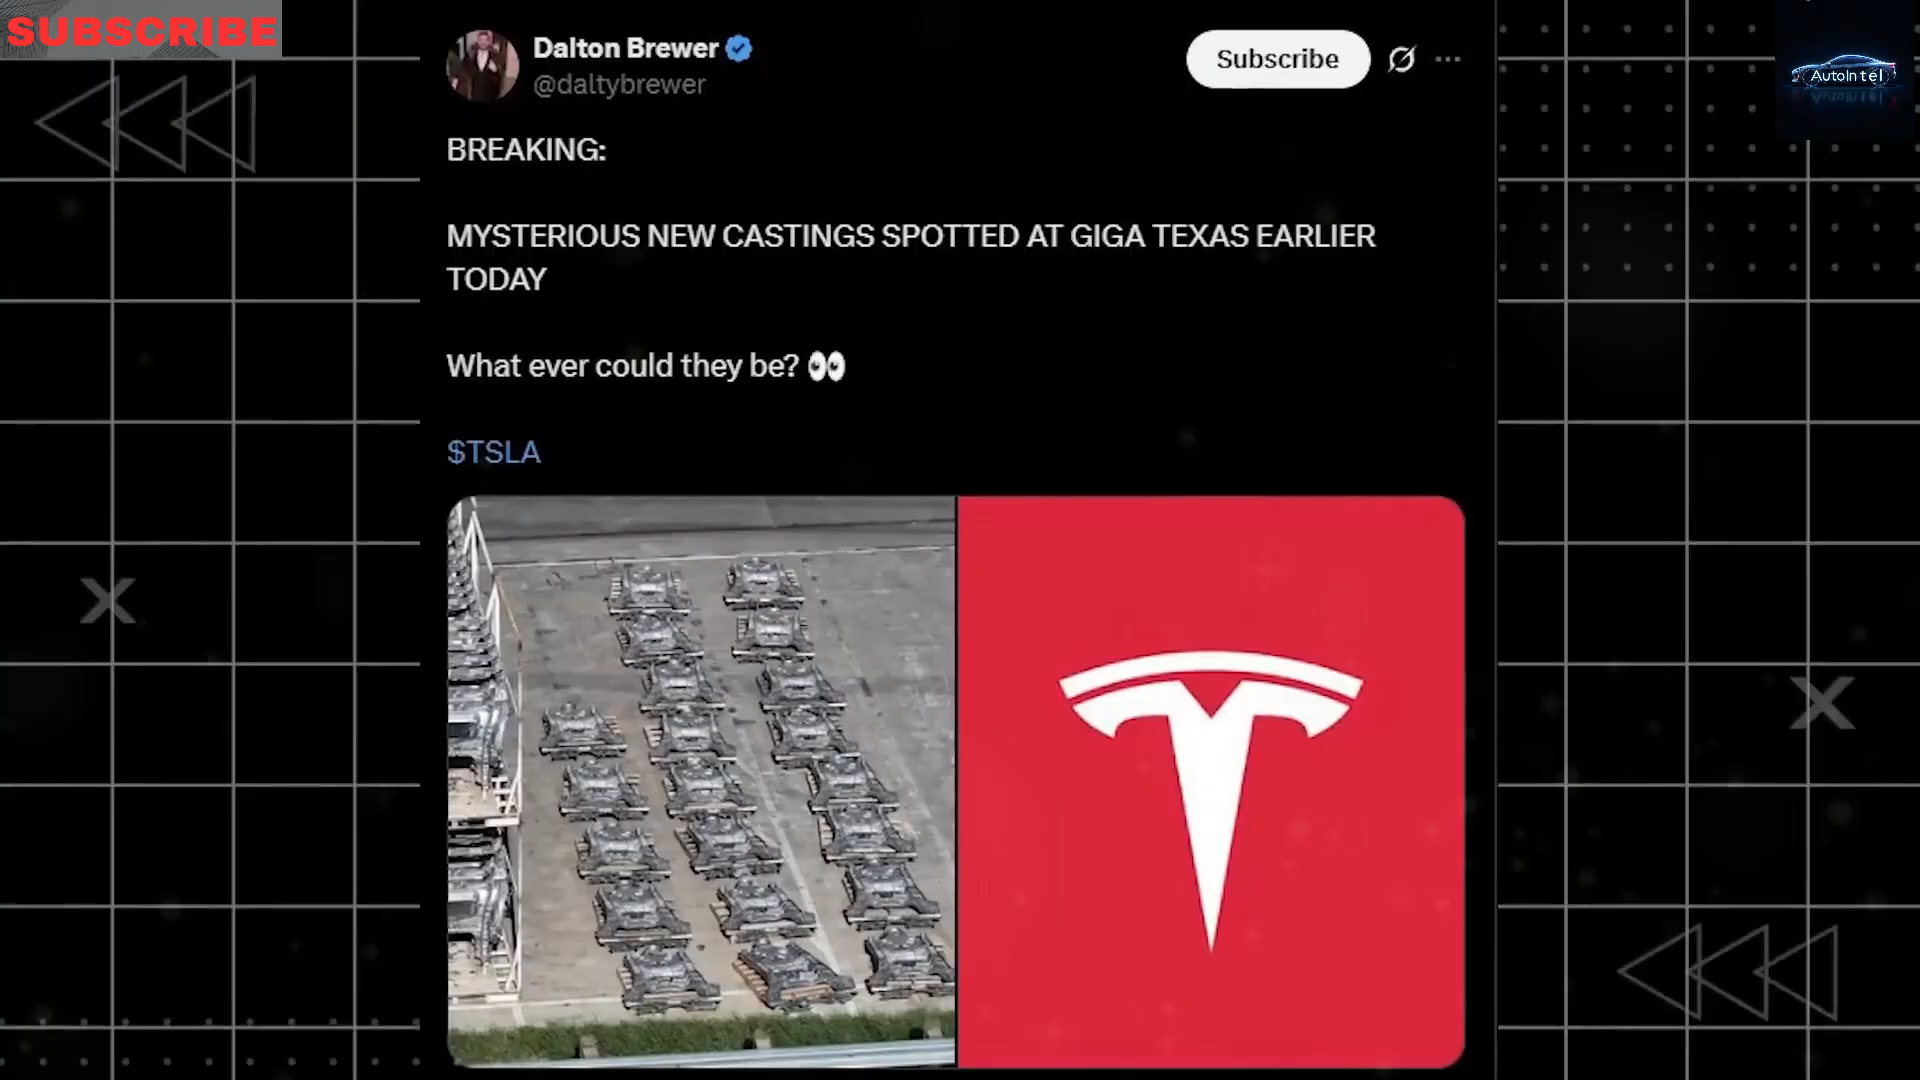 SUBSCRIBE
Dalton Brewer
@daltybrewer
Subscribe
AutoIntel
BREAKING:
MYSTERIOUS NEW CASTINGS SPOTTED AT GIGA TEXAS EARLIER
TODAY
What ever could they be? 👀
$TSLA